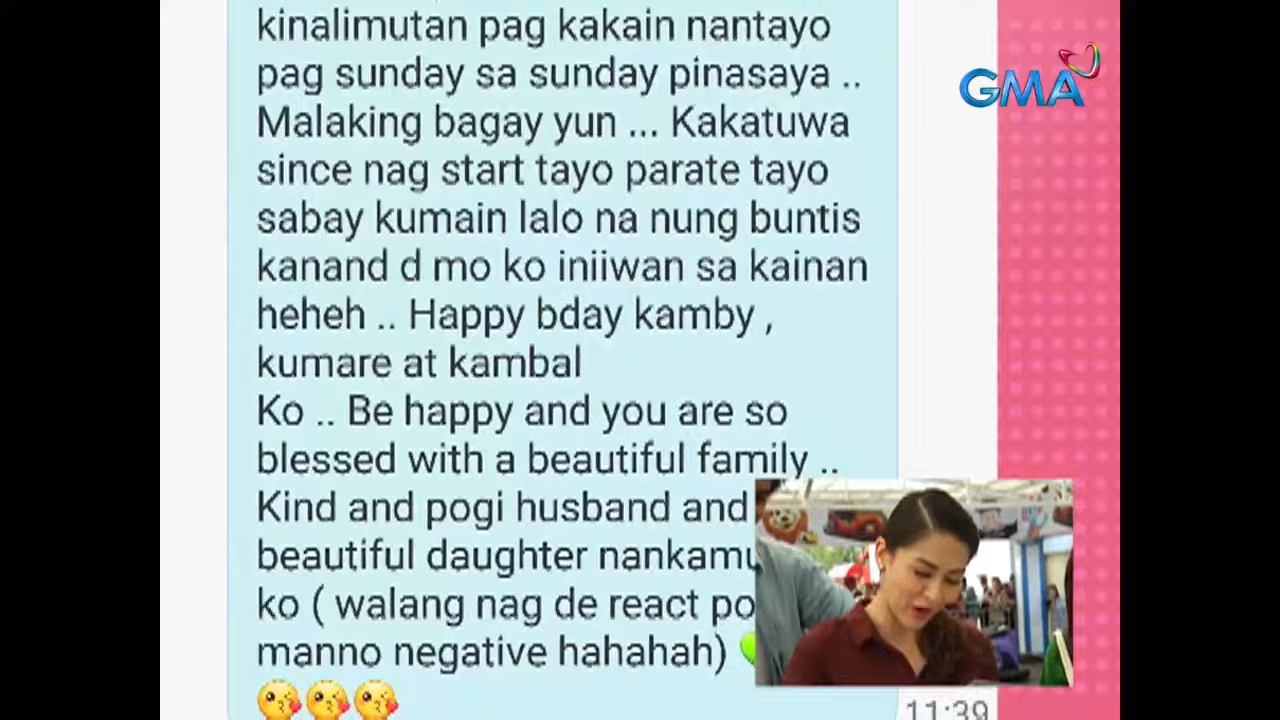 kinalimutan pag kakain nantayo
pag sunday sa sunday pinasaya ..
Malaking bagay yun ... Kakatuwa
since nag start tayo parate tayo
sabay kumain lalo na nung buntis
kanand d mo ko iniiwan sa kainan
heheh .. Happy bday kamby ,
kumare at kambal
Ko .. Be happy and you are so
blessed with a beautiful family ..
Kind and pogi husband and
beautiful daughter
ko ( walang nag de react
manno negative hahahah)
11:39
GMA